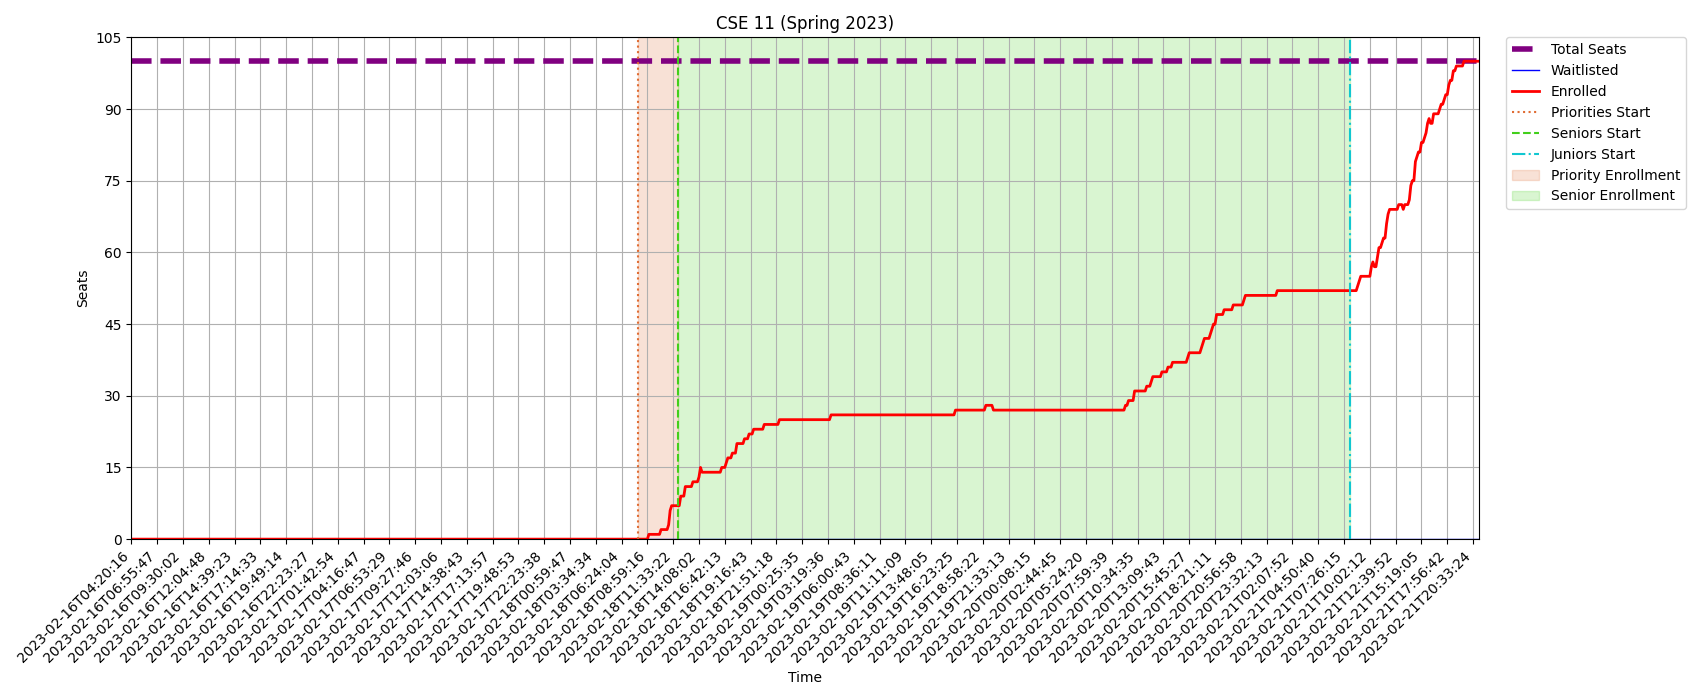 CSE 11 (Spring 2023)
105
90
75
60
45
30
15
0
Seats
Total Seats
Waitlisted
Enrolled
Priorities Start
Seniors Start
Juniors Start
Priority Enrollment
Senior Enrollment
2023-02-16T04:20:16
2023-02-16T06:55:47
2023-02-16T09:30:02
2023-02-16T12:04:48
2023-02-16T14:39:23
2023-02-16T17:14:33
2023-02-16T19:49:14
2023-02-16T22:23:27
2023-02-17T01:42:54
2023-02-17T04:16:47
2023-02-17T06:53:29
2023-02-17T09:27:46
2023-02-17T12:03:06
2023-02-17T14:38:43
2023-02-17T17:13:57
2023-02-17T19:48:53
2023-02-17T22:23:38
2023-02-18T00:59:47
2023-02-18T03:34:34
2023-02-18T06:24:04
2023-02-18T08:59:16
2023-02-18T11:33:22
2023-02-18T14:08:02
2023-02-18T16:42:13
2023-02-18T19:16:43
2023-02-18T21:51:18
2023-02-19T00:25:35
2023-02-19T03:19:36
2023-02-19T06:00:43
2023-02-19T08:36:11
2023-02-19T11:11:09
2023-02-19T13:48:05
2023-02-19T16:23:25
2023-02-19T18:58:22
2023-02-19T21:33:13
2023-02-20T00:08:15
2023-02-20T02:44:45
2023-02-20T05:24:20
2023-02-20T07:59:39
2023-02-20T10:34:35
2023-02-20T13:09:43
2023-02-20T15:45:27
2023-02-20T18:21:11
2023-02-20T20:56:58
2023-02-20T23:32:13
2023-02-21T02:07:52
2023-02-21T04:50:40
2023-02-21T07:26:15
2023-02-21T10:02:12
2023-02-21T12:39:52
2023-02-21T15:19:05
2023-02-21T17:56:42
2023-02-21T20:33:24
Time